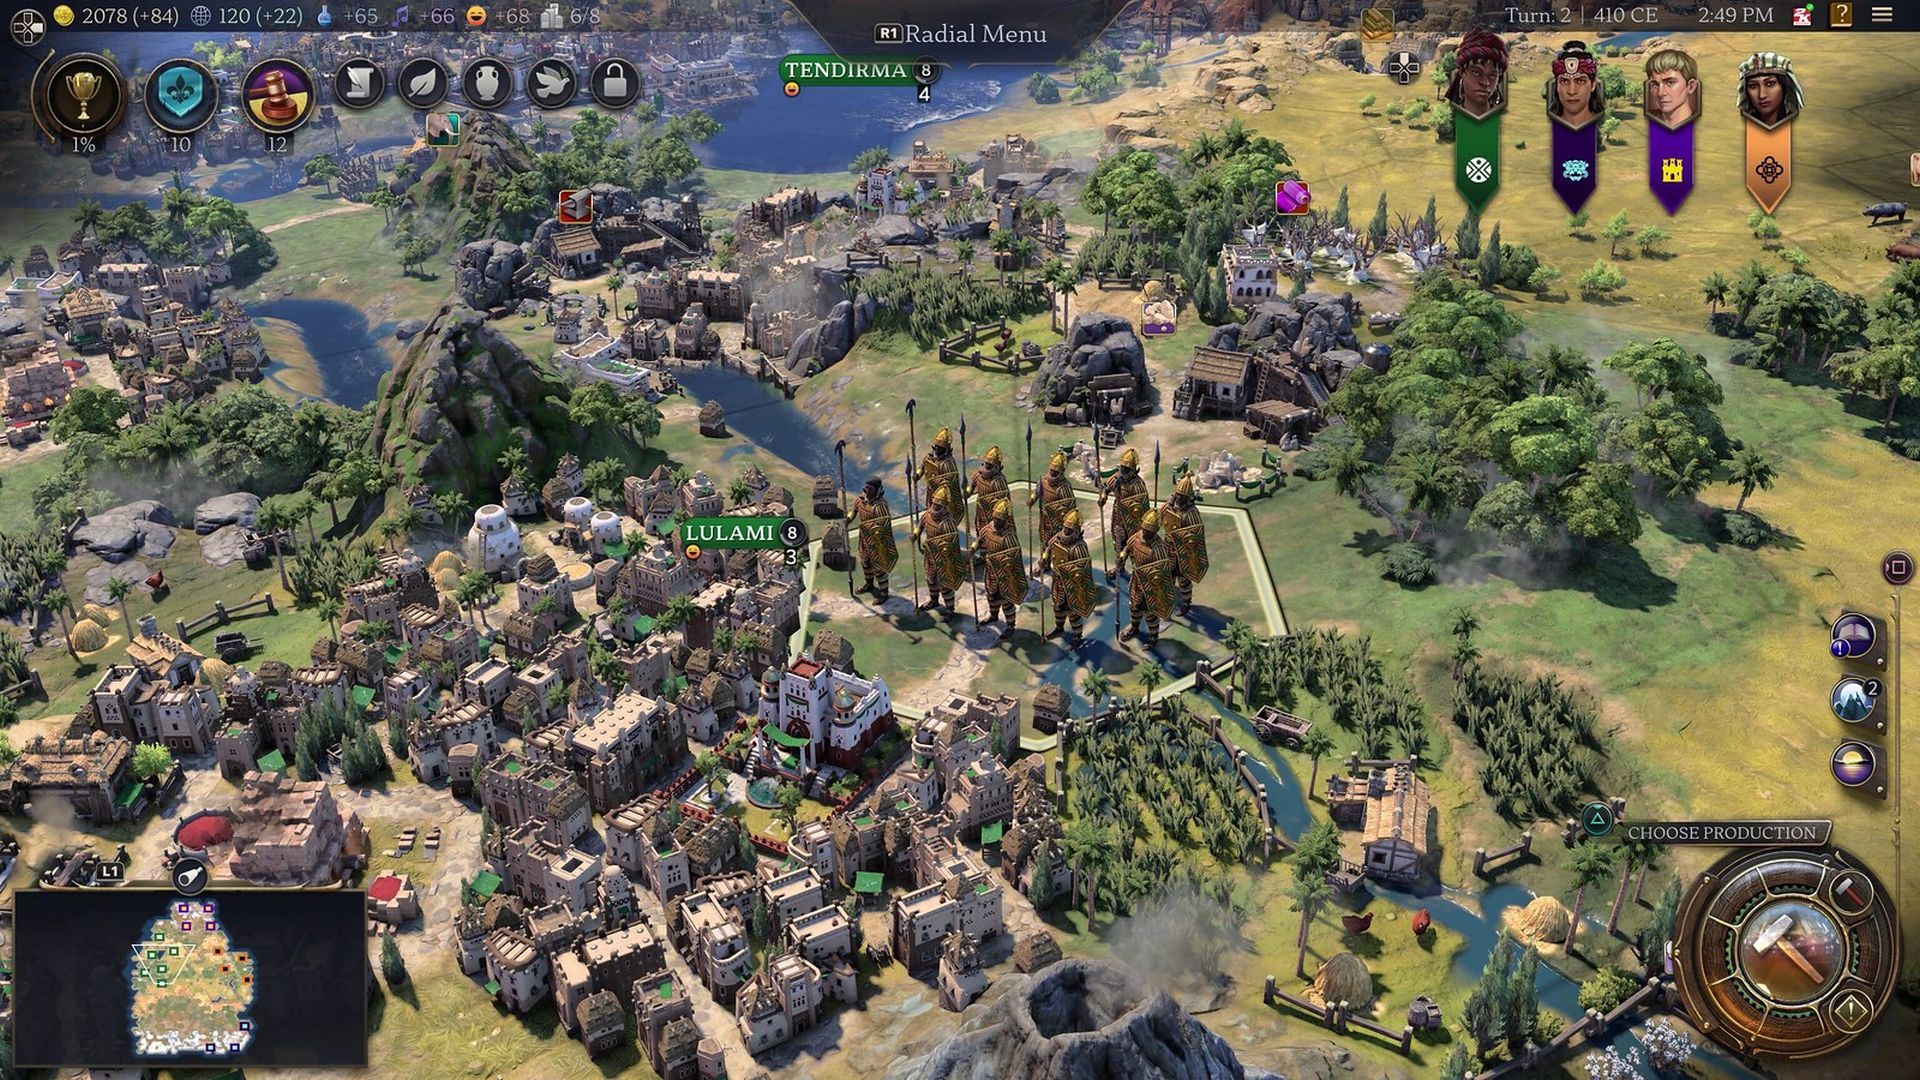 2078 (+84) 120 (+22) +65 +66 +68 6/8
R1 Radial Menu
Turn: 2 | 410 CE 2:49 PM 2K ?
TENDIRMA 8
4
1% 10 12
LULAMI 8
3
2
CHOOSE PRODUCTION
L1